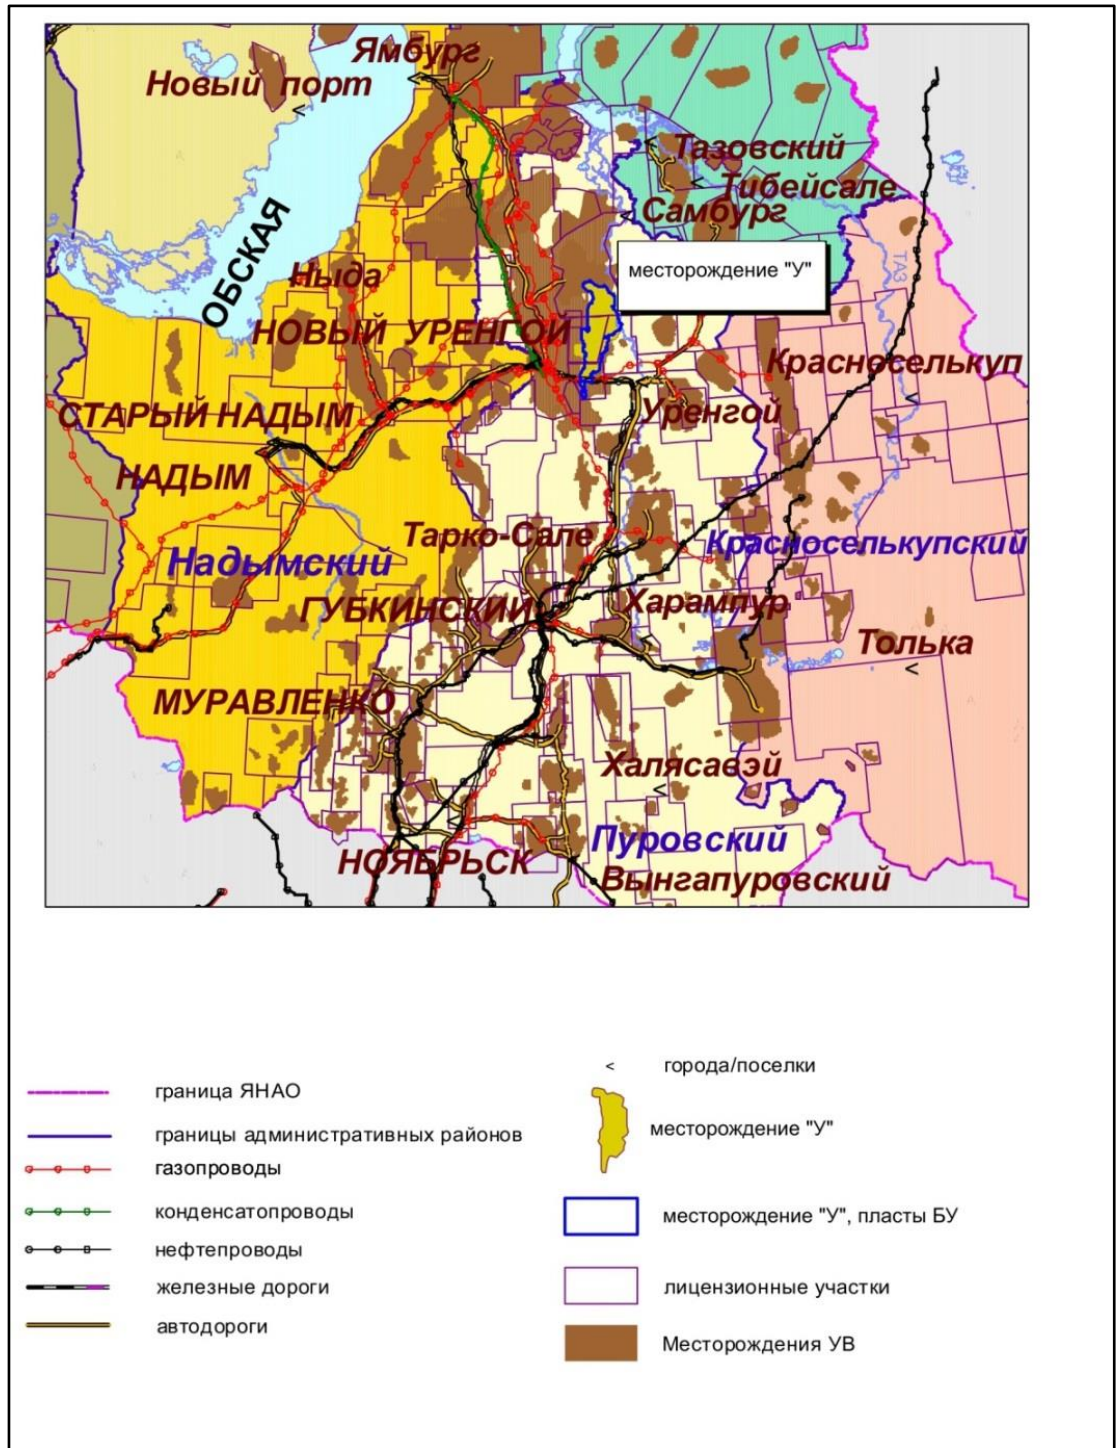 Ямбург
Новый порт
Тазовский
Тибейсале
Самбург
ОБСКАЯ
месторождение "У"
ТАЗ
Ныда
НОВЫЙ УРЕНГОЙ
Красноселькуп
СТАРЫЙ НАДЫМ
Уренгой
НАДЫМ
Тарко-Сале
Красноселькупский
Надымский
ГУБКИНСКИЙ
Харампур
Толька
МУРАВЛЕНКО
Халясавэй
Пуровский
НОЯБРЬСК
Вынгапуровский
граница ЯНАО
границы административных районов
газопроводы
конденсатопроводы
нефтепроводы
железные дороги
автодороги
города/поселки
месторождение "У"
месторождение "У", пласты БУ
лицензионные участки
Месторождения УВ